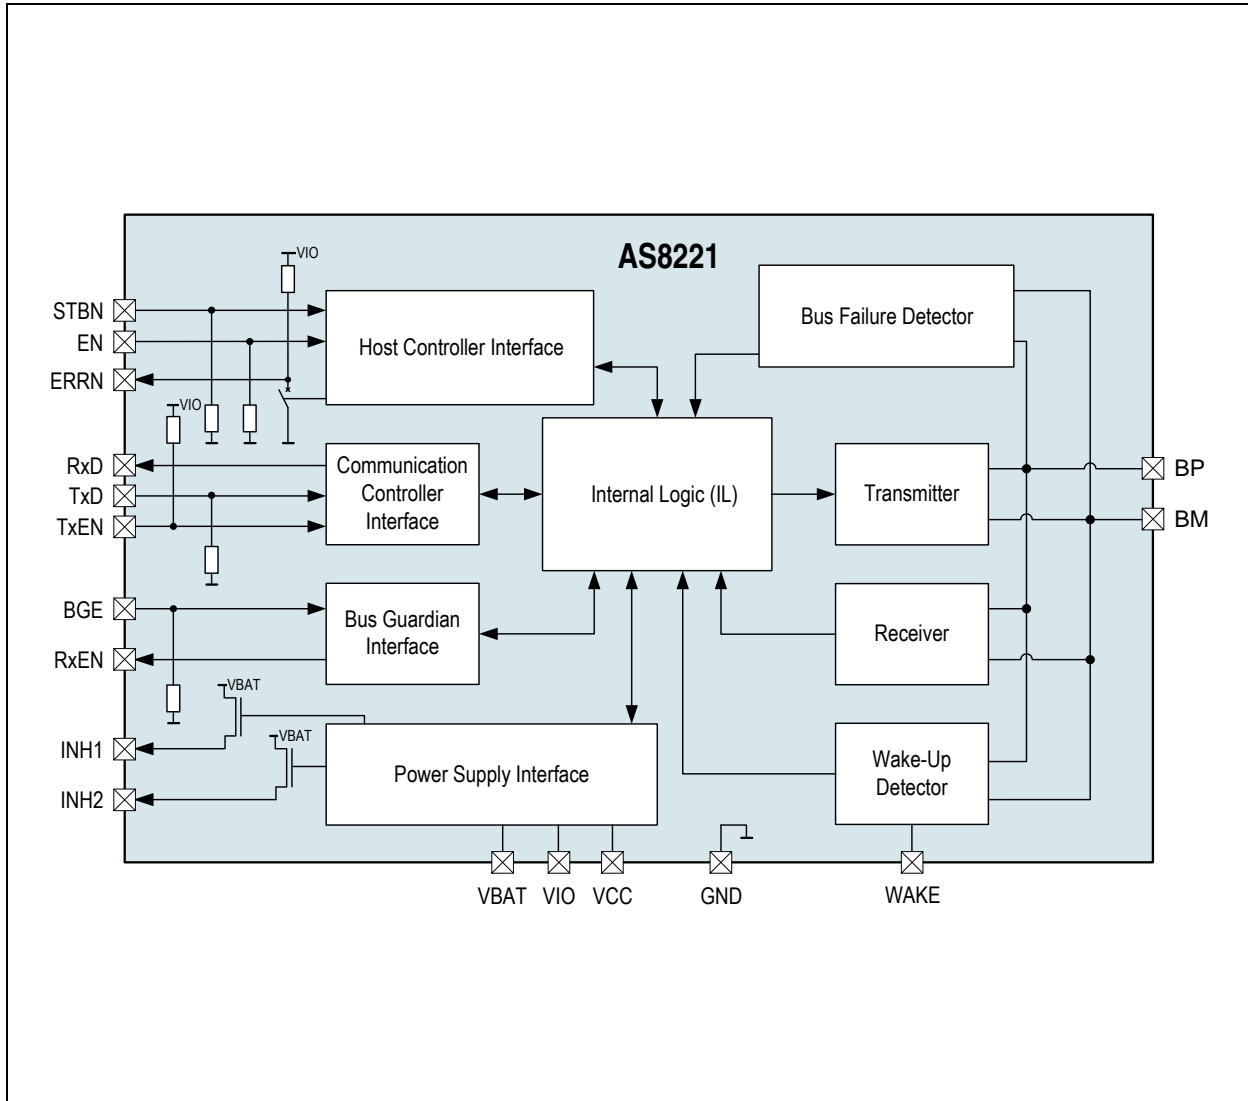 AS8221
VIO
STBN
EN
ERRN
Host Controller Interface
Bus Failure Detector
VIO
RxD
TxD
TxEN
Communication
Controller
Interface
Internal Logic (IL)
Transmitter
BP
BM
BGE
RxEN
Bus Guardian
Interface
Receiver
VBAT
INH1
VBAT
INH2
Power Supply Interface
Wake-Up
Detector
VBAT
VIO
VCC
GND
WAKE